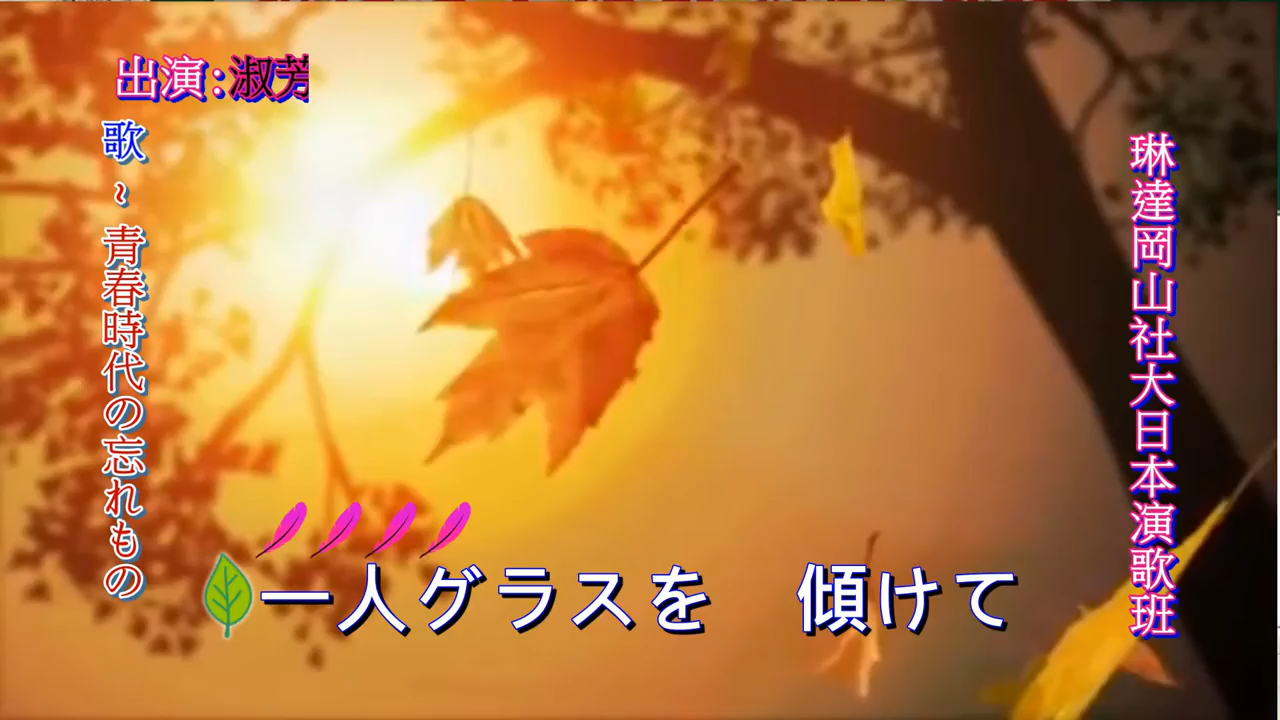 出演:淑芳
歌～青春時代の忘れもの
琳達岡山社大日本演歌班
一人グラスを　傾けて